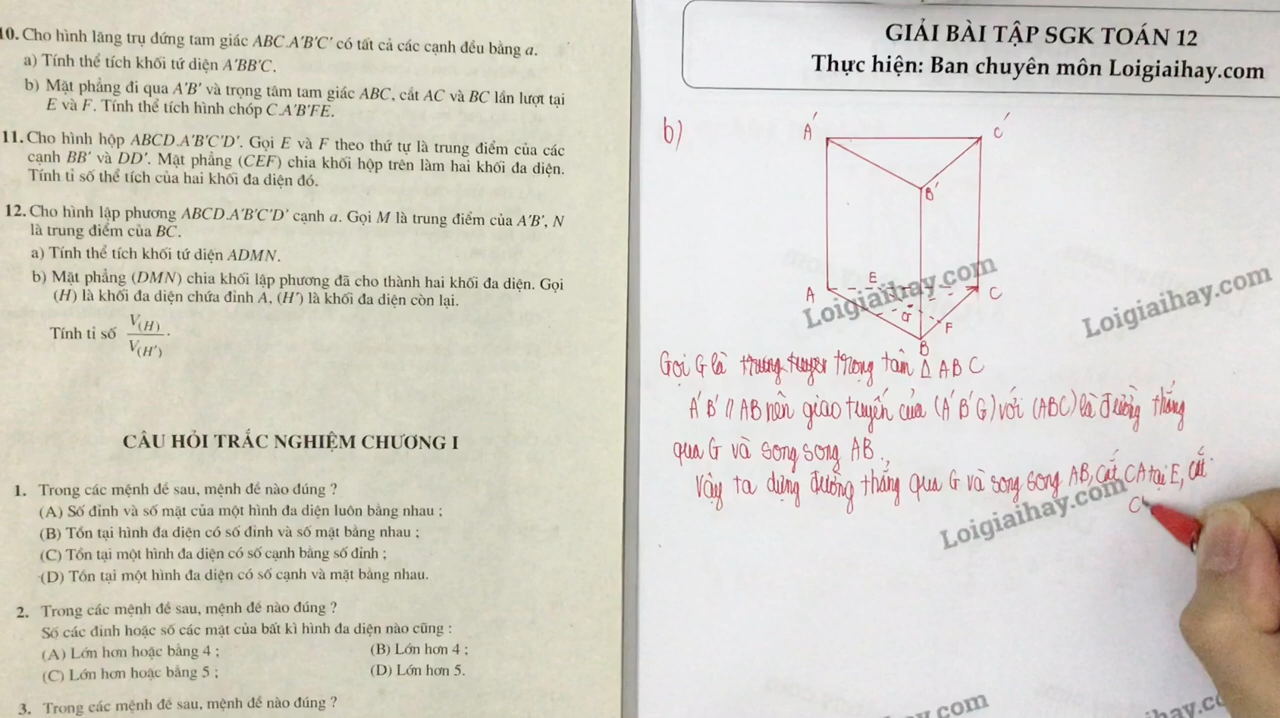 10. Cho hình lăng trụ đứng tam giác ABC.A'B'C' có tất cả các cạnh đều bằng a.
a) Tính thể tích khối tứ diện A'BB'C.
b) Mặt phẳng đi qua A'B' và trọng tâm tam giác ABC, cắt AC và BC lần lượt tại
E và F. Tính thể tích hình chóp C.A'B'FE.
11. Cho hình hộp ABCD.A'B'C'D'. Gọi E và F theo thứ tự là trung điểm của các
cạnh BB' và DD'. Mặt phẳng (CEF) chia khối hộp trên làm hai khối đa diện.
Tính tỉ số thể tích của hai khối đa diện đó.
12. Cho hình lập phương ABCD.A'B'C'D' cạnh a. Gọi M là trung điểm của A'B', N
là trung điểm của BC.
a) Tính thể tích khối tứ diện ADMN.
b) Mặt phẳng (DMN) chia khối lập phương đã cho thành hai khối đa diện. Gọi
(H) là khối đa diện chứa đỉnh A, (H') là khối đa diện còn lại.
Tính tỉ số V(H)/V(H').
CÂU HỎI TRẮC NGHIỆM CHƯƠNG I
1. Trong các mệnh đề sau, mệnh đề nào đúng ?
(A) Số đỉnh và số mặt của một hình đa diện luôn bằng nhau ;
(B) Tồn tại hình đa diện có số đỉnh và số mặt bằng nhau ;
(C) Tồn tại một hình đa diện có số cạnh bằng số đỉnh ;
(D) Tồn tại một hình đa diện có số cạnh và mặt bằng nhau.
2. Trong các mệnh đề sau, mệnh đề nào đúng ?
Số các đỉnh hoặc số các mặt của bất kì hình đa diện nào cũng :
(A) Lớn hơn hoặc bằng 4 ; (B) Lớn hơn 4 ;
(C) Lớn hơn hoặc bằng 5 ; (D) Lớn hơn 5.
3. Trong các mệnh đề sau, mệnh đề nào đúng ?
GIẢI BÀI TẬP SGK TOÁN 12
Thực hiện: Ban chuyên môn Loigiaihay.com
b)
A' C'
B'
E
A C
G F
B
Loigiaihay.com
Loigiaihay.com
Gọi G là trọng tâm Δ ABC
A'B' // AB nên giao tuyến của (A'B'G) với (ABC) là đường thẳng
qua G và song song AB.
Vậy ta dựng đường thẳng qua G và song song AB, cắt CA tại E, cắt
C
Loigiaihay.com
ay.com
hay.com